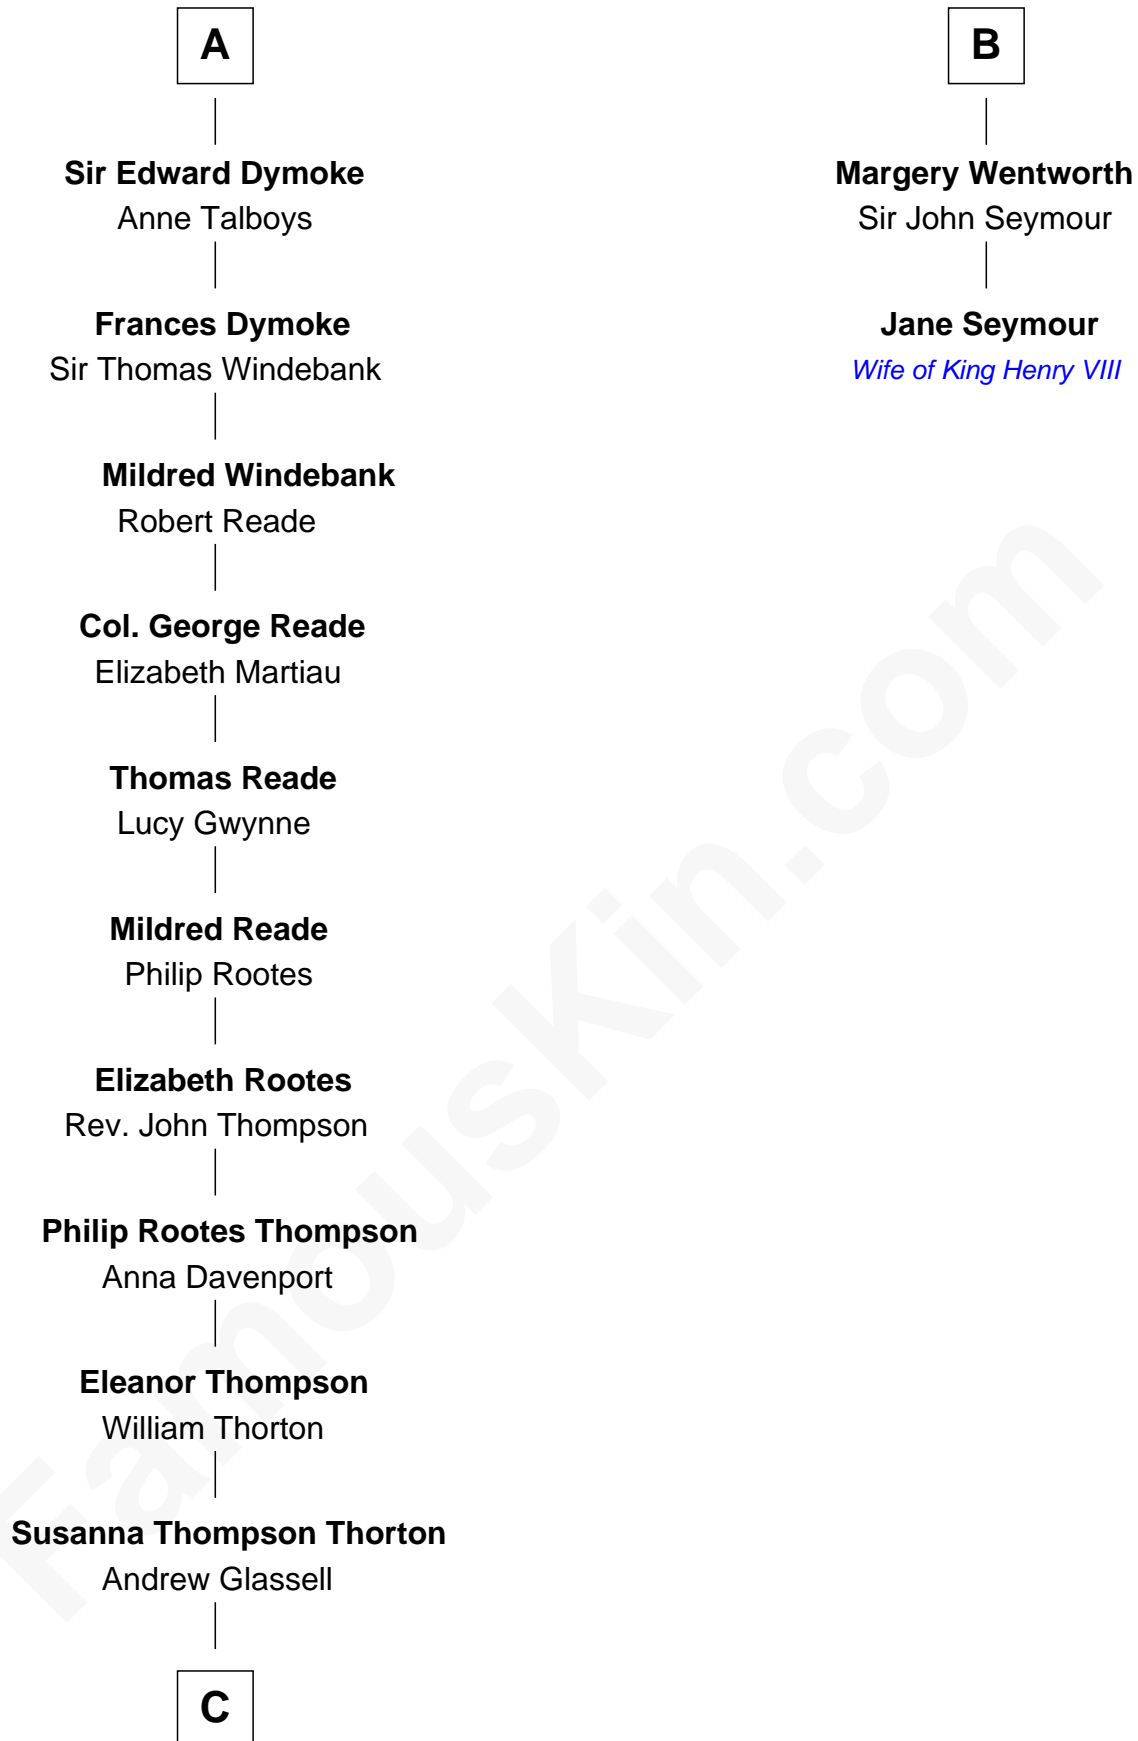 A
Sir Edward Dymoke
Anne Talboys
Frances Dymoke
Sir Thomas Windebank
Mildred Windebank
Robert Reade
Col. George Reade
Elizabeth Martiau
Thomas Reade
Lucy Gwynne
Mildred Reade
Philip Rootes
Elizabeth Rootes
Rev. John Thompson
Philip Rootes Thompson
Anna Davenport
Eleanor Thompson
William Thorton
Susanna Thompson Thorton
Andrew Glassell
C
B
Margery Wentworth
Sir John Seymour
Jane Seymour
Wife of King Henry VIII
FamousKin.com